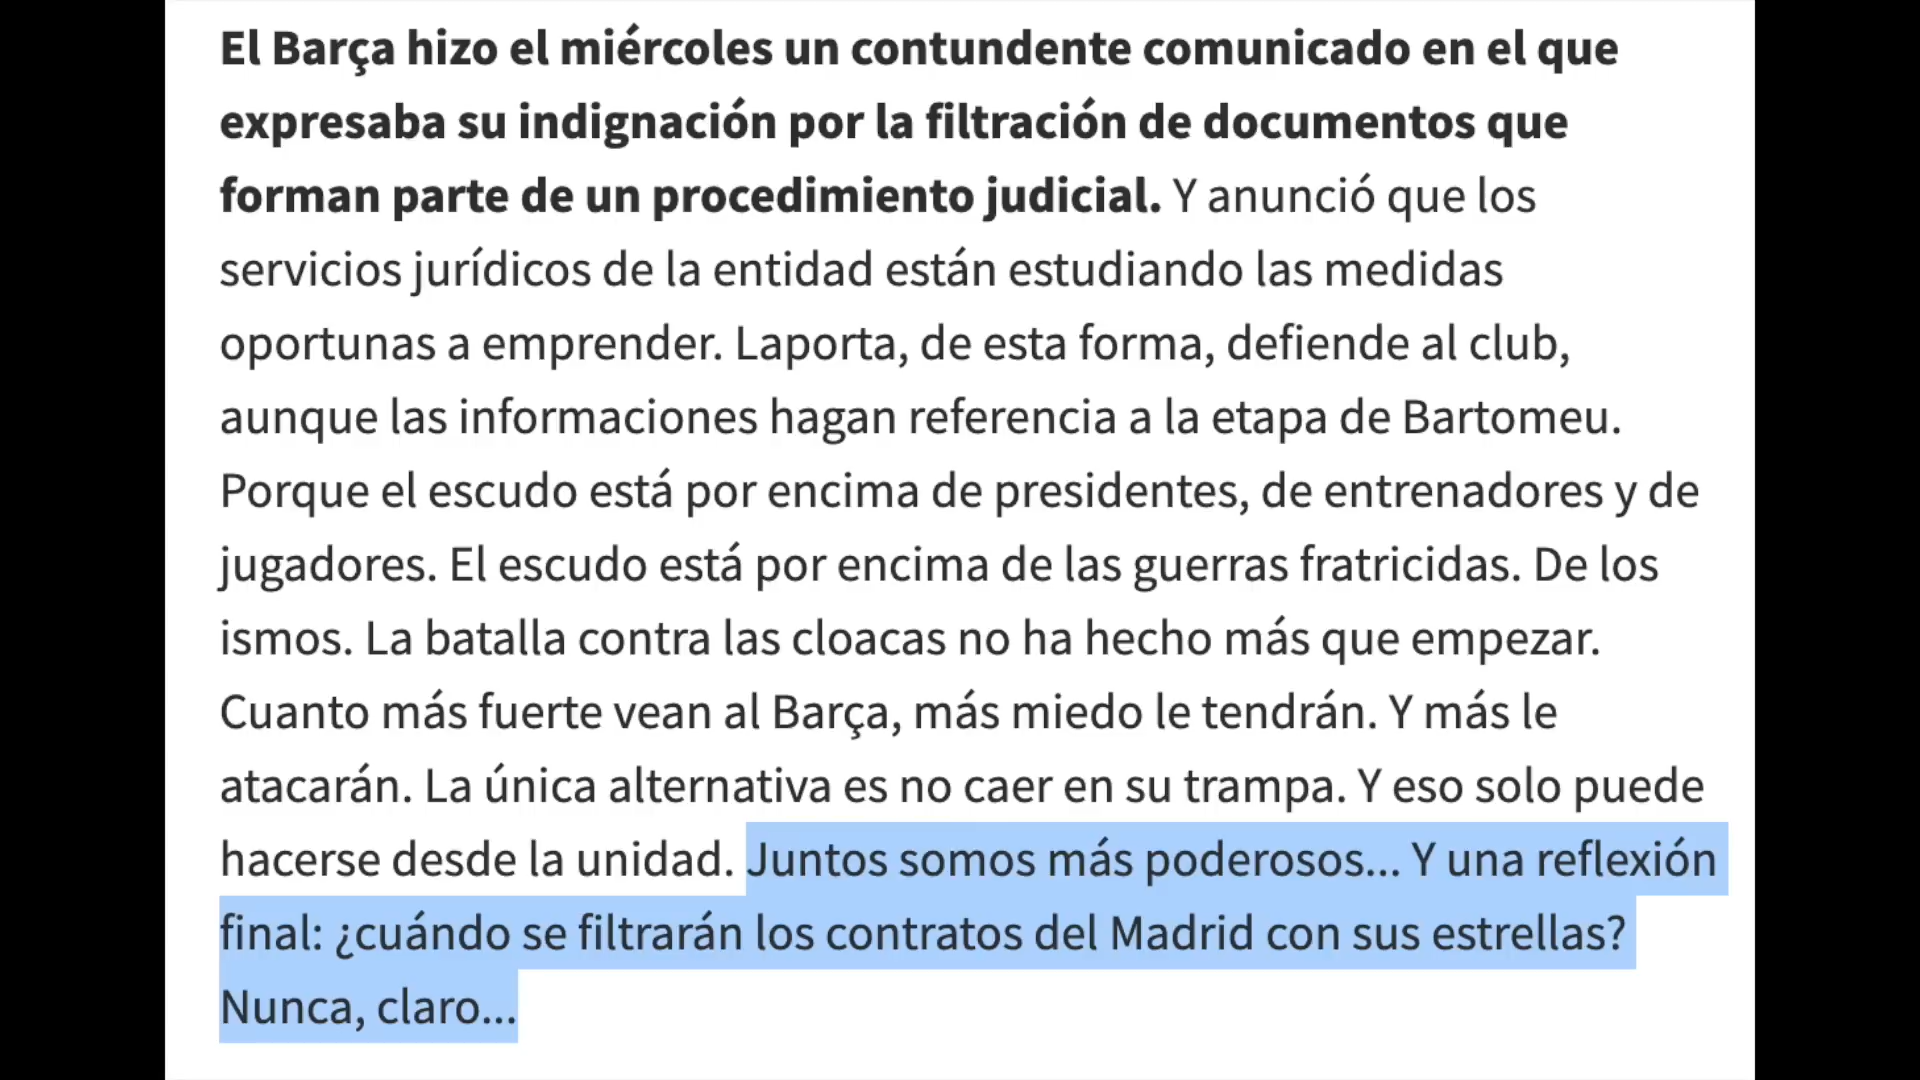 El Barça hizo el miércoles un contundente comunicado en el que
expresaba su indignación por la filtración de documentos que
forman parte de un procedimiento judicial. Y anunció que los
servicios jurídicos de la entidad están estudiando las medidas
oportunas a emprender. Laporta, de esta forma, defiende al club,
aunque las informaciones hagan referencia a la etapa de Bartomeu.
Porque el escudo está por encima de presidentes, de entrenadores y de
jugadores. El escudo está por encima de las guerras fratricidas. De los
ismos. La batalla contra las cloacas no ha hecho más que empezar.
Cuanto más fuerte vean al Barça, más miedo le tendrán. Y más le
atacarán. La única alternativa es no caer en su trampa. Y eso solo puede
hacerse desde la unidad. Juntos somos más poderosos... Y una reflexión
final: ¿cuándo se filtrarán los contratos del Madrid con sus estrellas?
Nunca, claro...